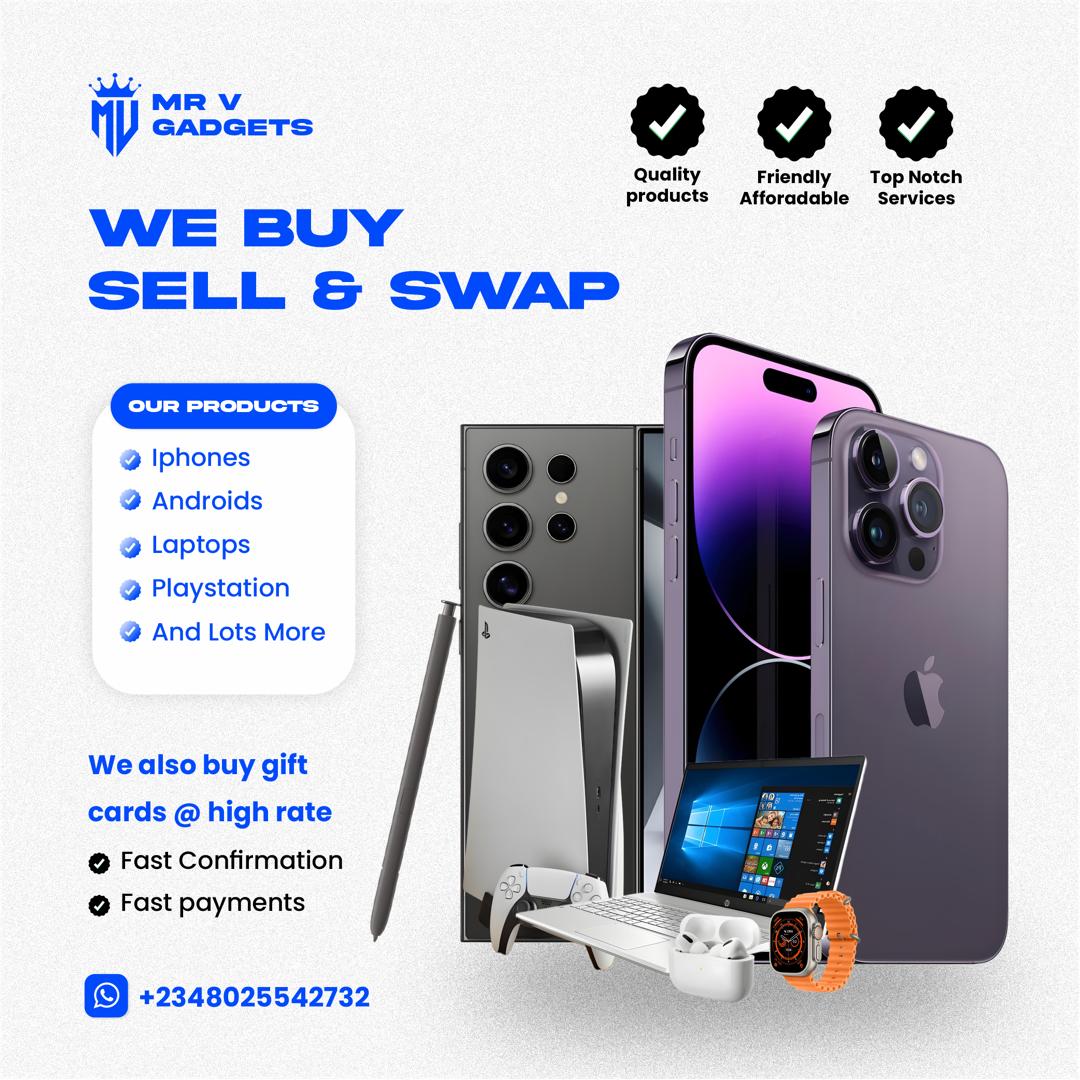 MR V
GADGETS
Quality
products
Friendly
Afforadable
Top Notch
Services
WE BUY
SELL & SWAP
OUR PRODUCTS
Iphones
Androids
Laptops
Playstation
And Lots More
We also buy gift
cards @ high rate
Fast Confirmation
Fast payments
+2348025542732